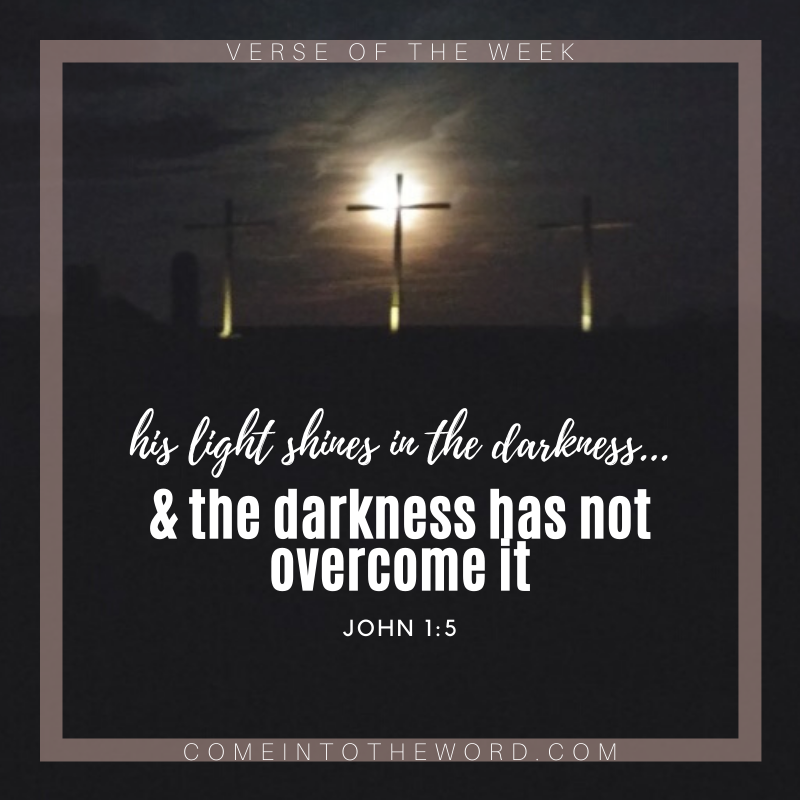 VERSE OF THE WEEK
his light shines in the darkness...
& the darkness has not
overcome it
JOHN 1:5
COMEINTOTHEWORD.COM